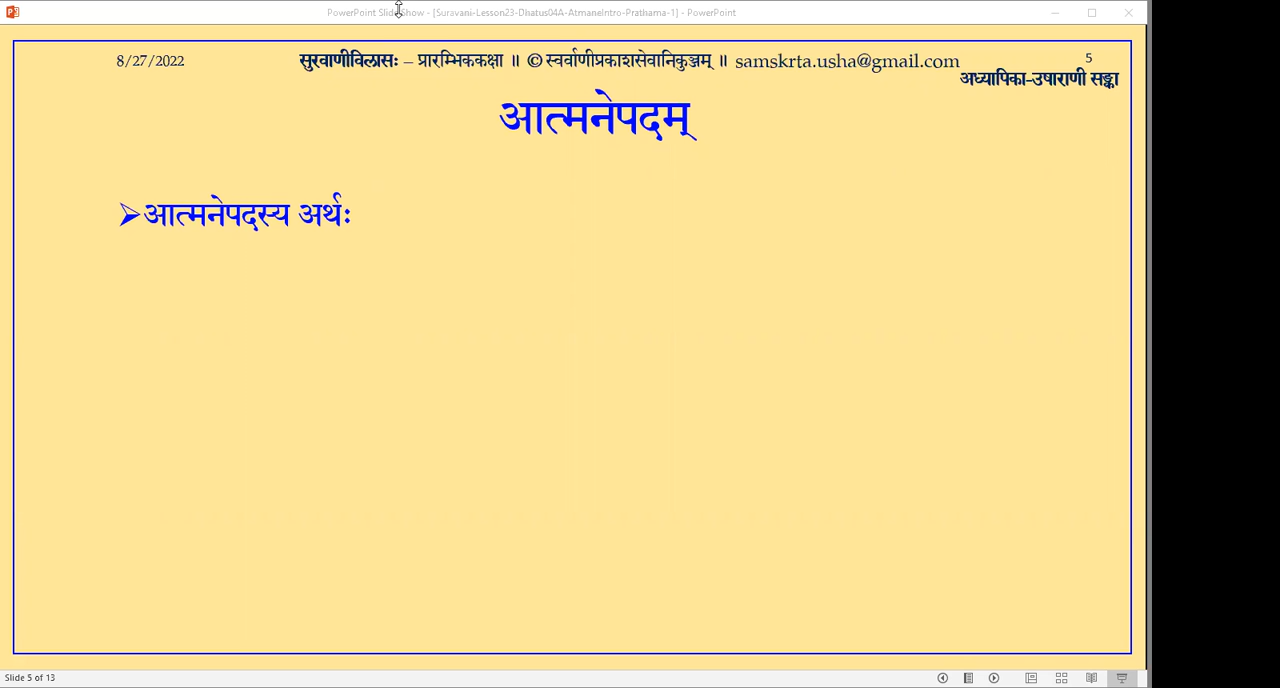 PowerPoint Slide Show - [Suravani-Lesson23-Dhatus04A-AtmaneIntro-Prathama-1] - PowerPoint
8/27/2022 सुरवाणीविलासः – प्रारम्भिककक्षा ॥ © स्वर्वाणीप्रकाशसेवानिकुञ्जम् ॥ samskrta.usha@gmail.com 5
अध्यापिका-उषाराणी सङ्का
आत्मनेपदम्
➢आत्मनेपदस्य अर्थः
Slide 5 of 13